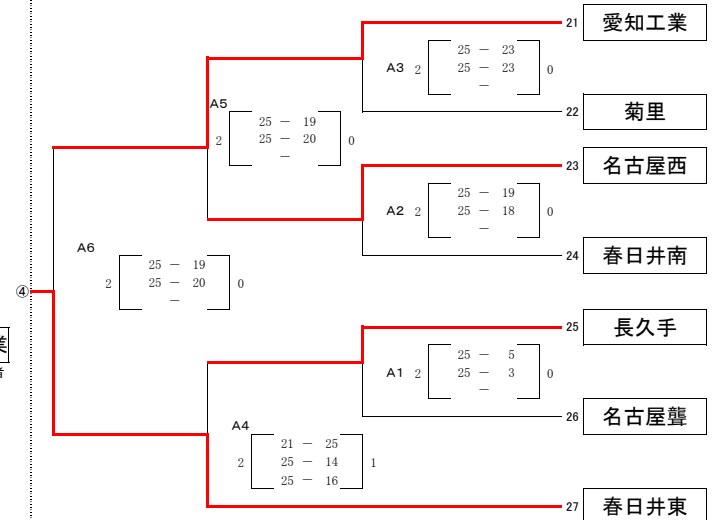 21 愛知工業
A3 2 25 － 23 0
25 － 23
－
A5
22 菊里
2 25 － 19 0
25 － 20
－
23 名古屋西
A2 2 25 － 19 0
25 － 18
－
A6
24 春日井南
2 25 － 19 0
25 － 20
－
④
25 長久手
A1 2 25 － 5 0
25 － 3
－
26 名古屋聾
A4
2 21 － 25 1
25 － 14
25 － 16
27 春日井東